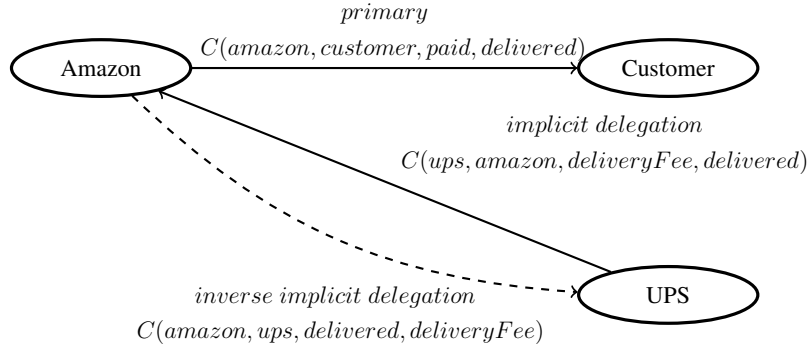 primary
C(amazon, customer, paid, delivered)
Amazon
Customer
implicit delegation
C(ups, amazon, deliveryFee, delivered)
UPS
inverse implicit delegation
C(amazon, ups, delivered, deliveryFee)